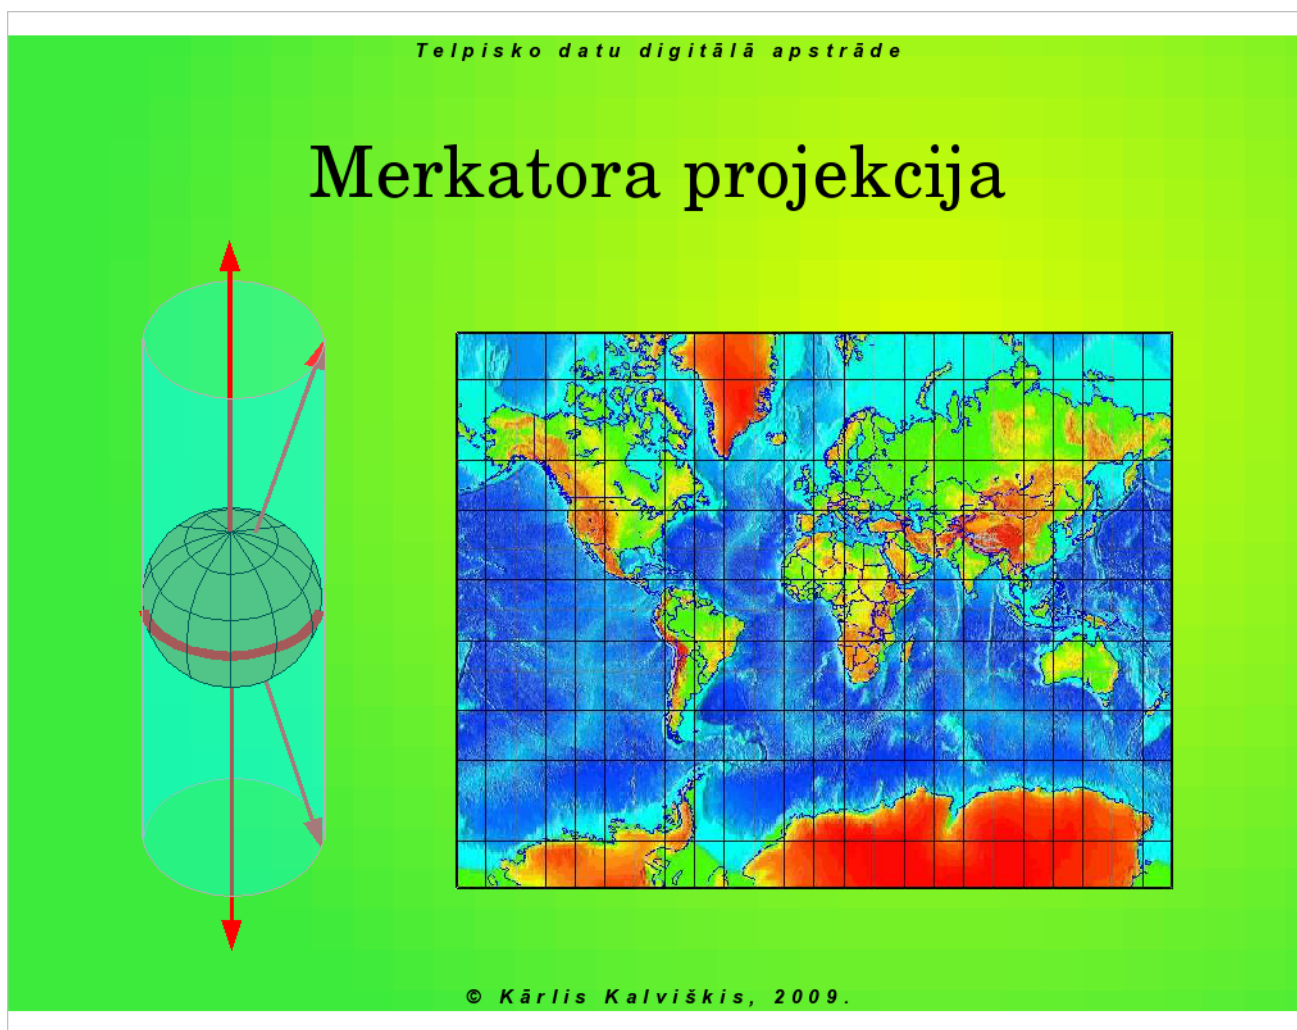 Telpisko datu digitālā apstrāde
Merkatora projekcija
© Kārlis Kalviškis, 2009.